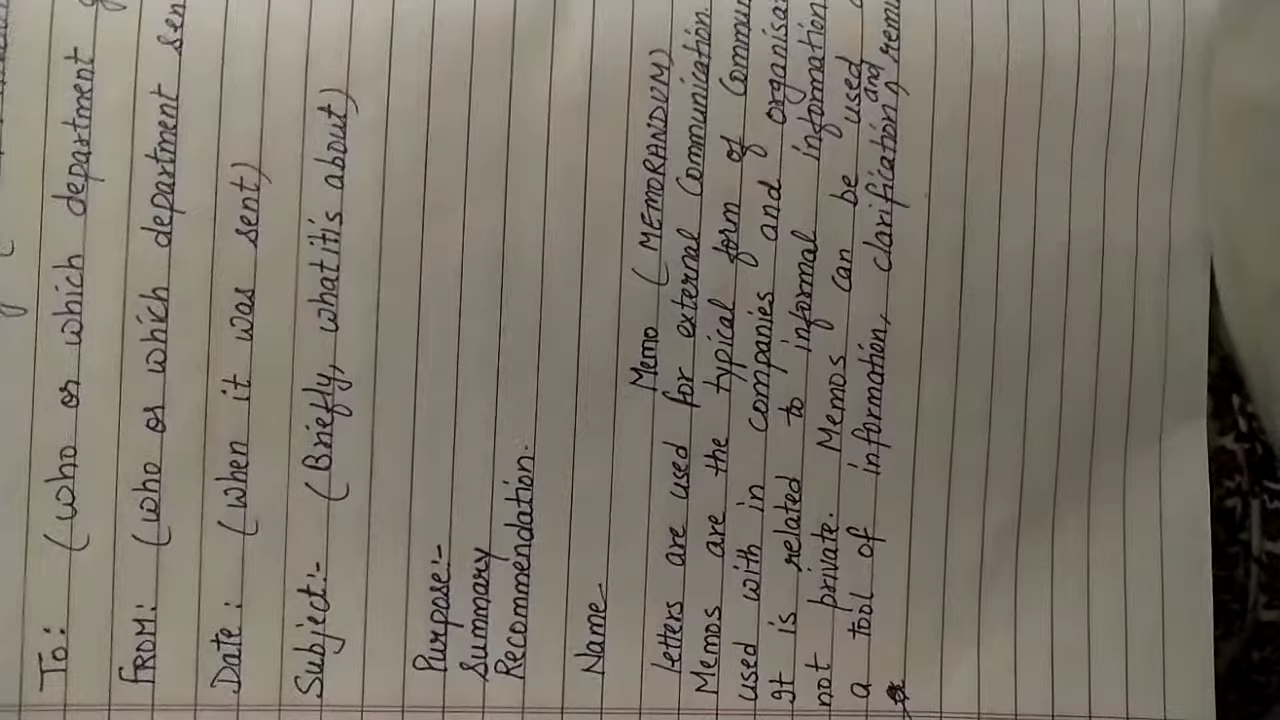 To: (who or which department
FROM: (who or which department sen
Date: (when it was sent)
Subject:- (Briefly, what it is about)
Purpose:-
Summary
Recommendation.
Name
Memo (MEMORANDUM)
Letters are used for external Communication.
Memos are the typical form of Commun
used with in companies and organisa
It is related to informal information
not private. Memos can be used
a tool of information, clarification and remi